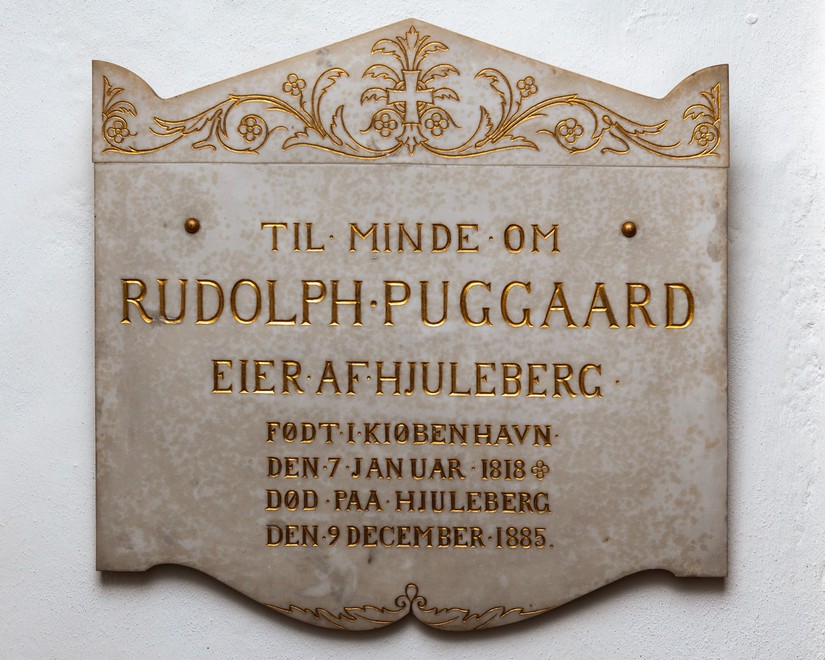 TIL · MINDE · OM
RUDOLPH · PUGGAARD
EIER · AF · HJULEBERG ·
FØDT · I · KIØBENHAVN ·
DEN · 7 · JANUAR · 1818
DØD · PAA · HJULEBERG
DEN · 9 DECEMBER · 1885.